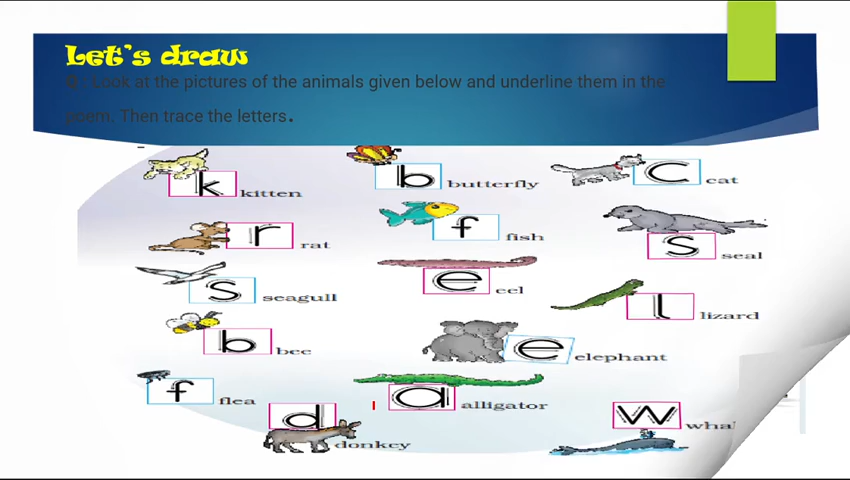 Let's draw
Q: Look at the pictures of the animals given below and underline them in the
poem. Then trace the letters.
k kitten
b butterfly
c cat
r rat
f fish
s seal
s seagull
e eel
l lizard
b bee
e elephant
f flea
a alligator
d donkey
w wha